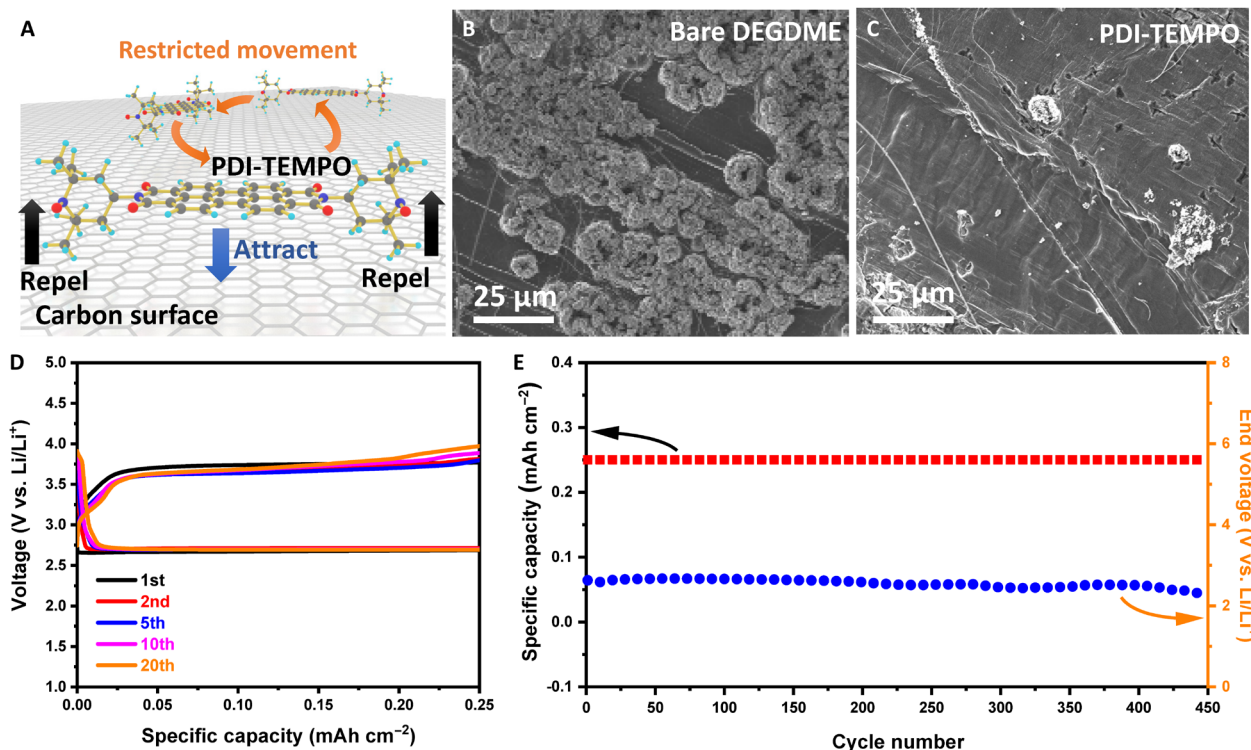 A
Restricted movement
PDI-TEMPO
Repel
Attract
Repel
Carbon surface
B
Bare DEGDME
25 µm
C
PDI-TEMPO
25 µm
D
Voltage (V vs. Li/Li⁺)
5.0
4.5
4.0
3.5
3.0
2.5
2.0
1.5
1.0
1st
2nd
5th
10th
20th
0.00
0.05
0.10
0.15
0.20
0.25
Specific capacity (mAh cm⁻²)
E
Specific capacity (mAh cm⁻²)
0.4
0.3
0.2
0.1
0.0
-0.1
8
6
4
2
0
End voltage (V vs. Li/Li⁺)
0
50
100
150
200
250
300
350
400
450
Cycle number